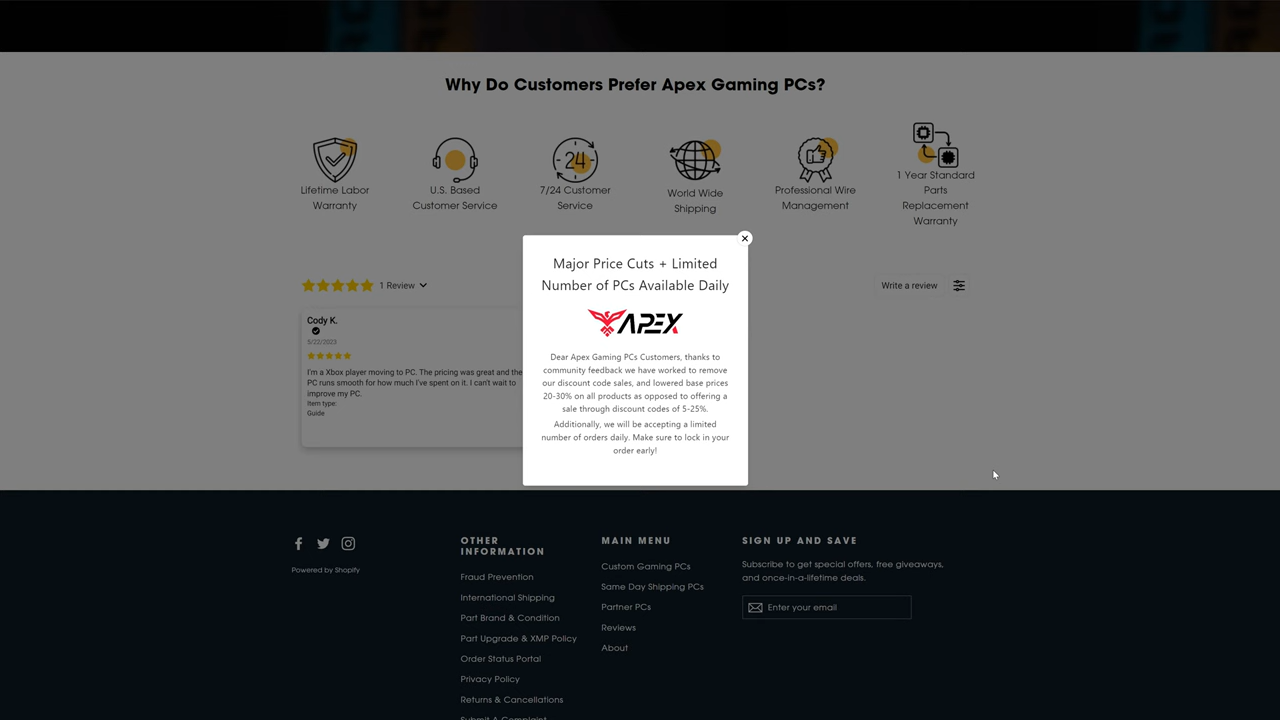 Why Do Customers Prefer Apex Gaming PCs?
Lifetime Labor
Warranty
U.S. Based
Customer Service
24
7/24 Customer
Service
World Wide
Shipping
Professional Wire
Management
1 Year Standard
Parts
Replacement
Warranty
Major Price Cuts + Limited
Number of PCs Available Daily
APEX
Dear Apex Gaming PCs Customers, thanks to
community feedback we have worked to remove
our discount code sales, and lowered base prices
20-30% on all products as opposed to offering a
sale through discount codes of 5-25%.
Additionally, we will be accepting a limited
number of orders daily. Make sure to lock in your
order early!
1 Review
Write a review
Cody K.
5/22/2023
I'm a Xbox player moving to PC. The pricing was great and the
PC runs smooth for how much I've spent on it. I can't wait to
improve my PC.
Item type:
Guide
Powered by Shopify
OTHER
INFORMATION
Fraud Prevention
International Shipping
Part Brand & Condition
Part Upgrade & XMP Policy
Order Status Portal
Privacy Policy
Returns & Cancellations
Submit A Complaint
MAIN MENU
Custom Gaming PCs
Same Day Shipping PCs
Partner PCs
Reviews
About
SIGN UP AND SAVE
Subscribe to get special offers, free giveaways,
and once-in-a-lifetime deals.
Enter your email